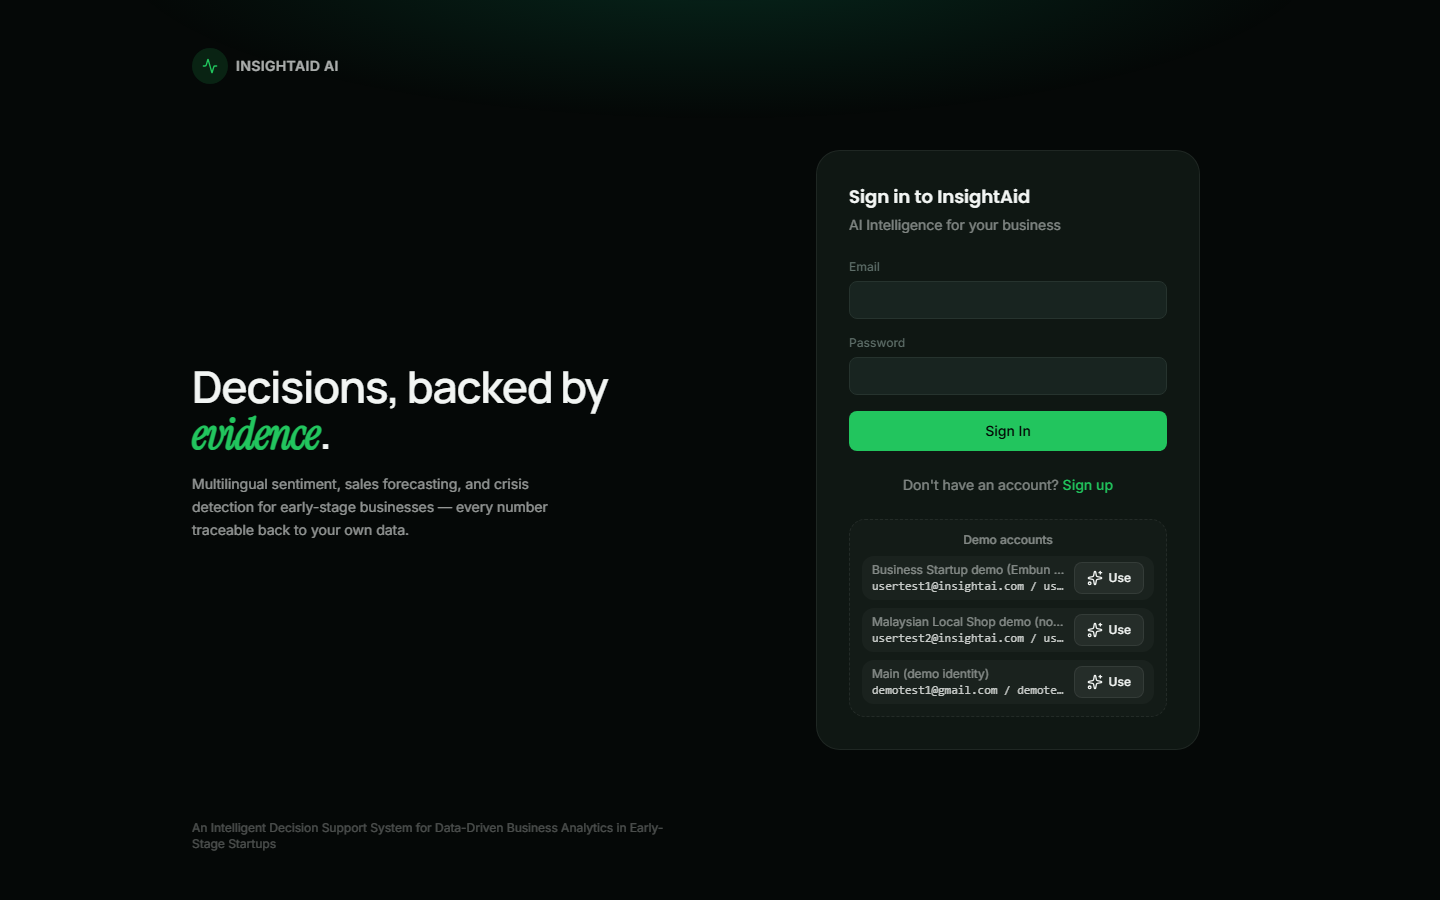 INSIGHTAID AI
Decisions, backed by
evidence.
Multilingual sentiment, sales forecasting, and crisis
detection for early-stage businesses — every number
traceable back to your own data.
An Intelligent Decision Support System for Data-Driven Business Analytics in Early-
Stage Startups
Sign in to InsightAid
AI Intelligence for your business
Email
Password
Sign In
Don't have an account? Sign up
Demo accounts
Business Startup demo (Embun ...
usertest1@insightai.com / us…
Use
Malaysian Local Shop demo (no...
usertest2@insightai.com / us…
Use
Main (demo identity)
demotest1@gmail.com / demote…
Use